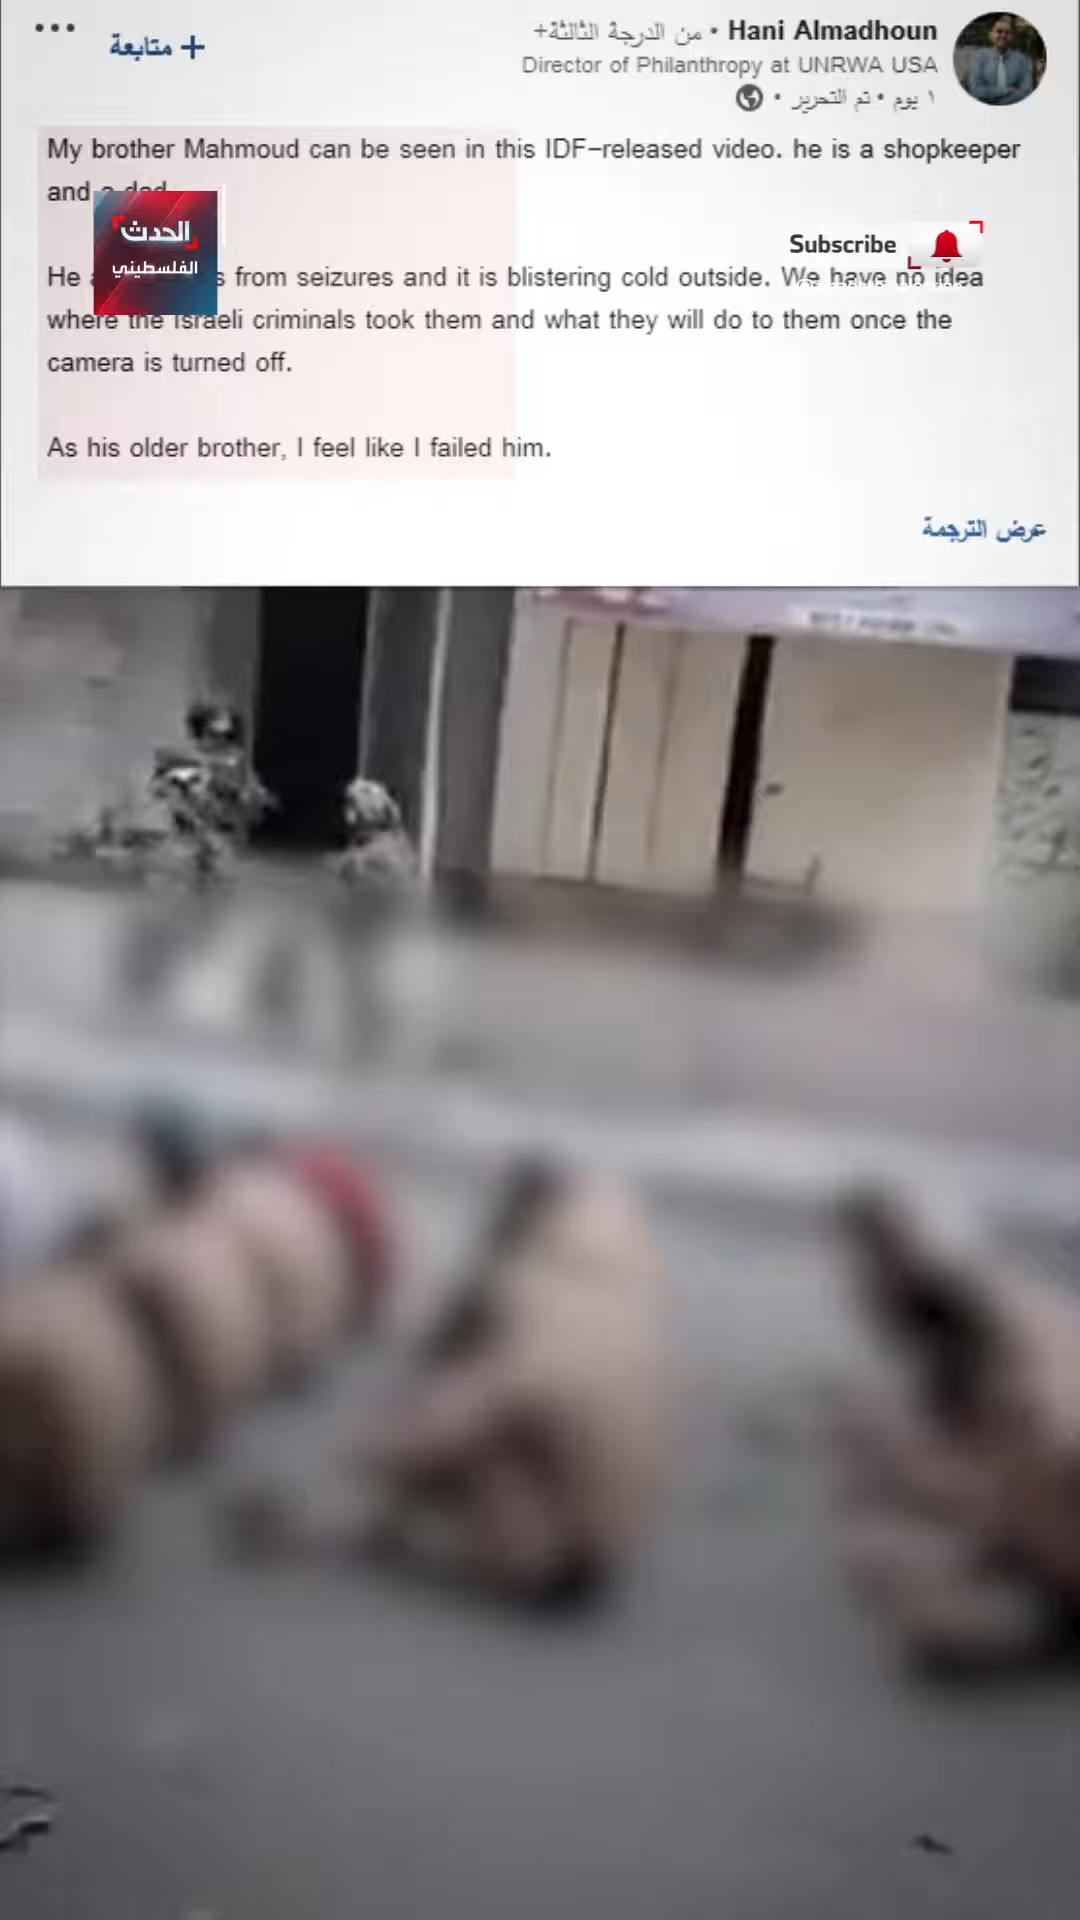 Hani Almadhoun • من الدرجة الثالثة+
+ متابعة
Director of Philanthropy at UNRWA USA
١ يوم • تم التحرير •
My brother Mahmoud can be seen in this IDF-released video. he is a shopkeeper
and a dad
الحدث
الفلسطيني
Subscribe
He from seizures and it is blistering cold outside. We have no idea
where the Israeli criminals took them and what they will do to them once the
camera is turned off.
As his older brother, I feel like I failed him.
عرض الترجمة